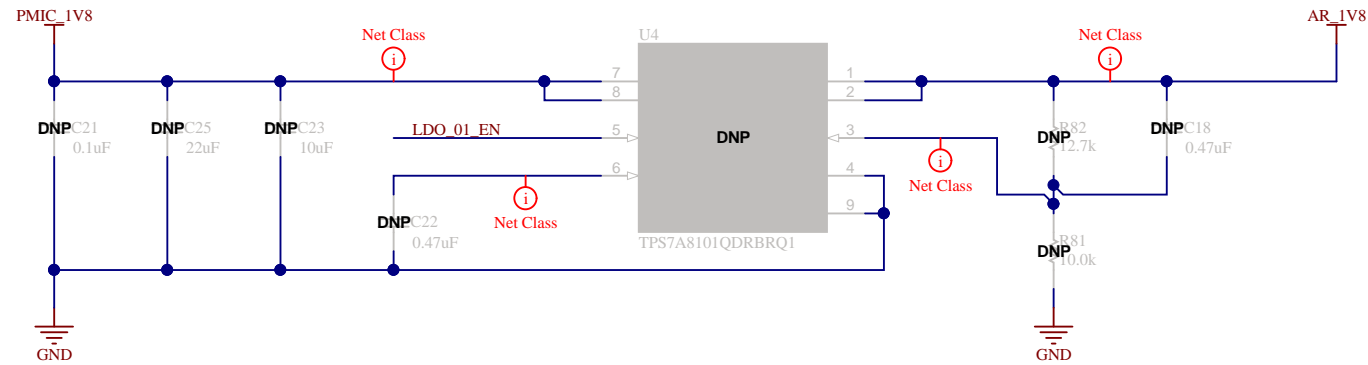 PMIC_1V8
AR_1V8
Net Class
i
U4
Net Class
i
7
8
1
2
DNP C21
0.1uF
DNP C25
22uF
DNP C23
10uF
LDO_01_EN
5
DNP
3
DNP R82
12.7k
DNP C18
0.47uF
6
4
i
Net Class
i
Net Class
DNP C22
0.47uF
9
TPS7A8101QDRBRQ1
DNP R81
10.0k
GND
GND